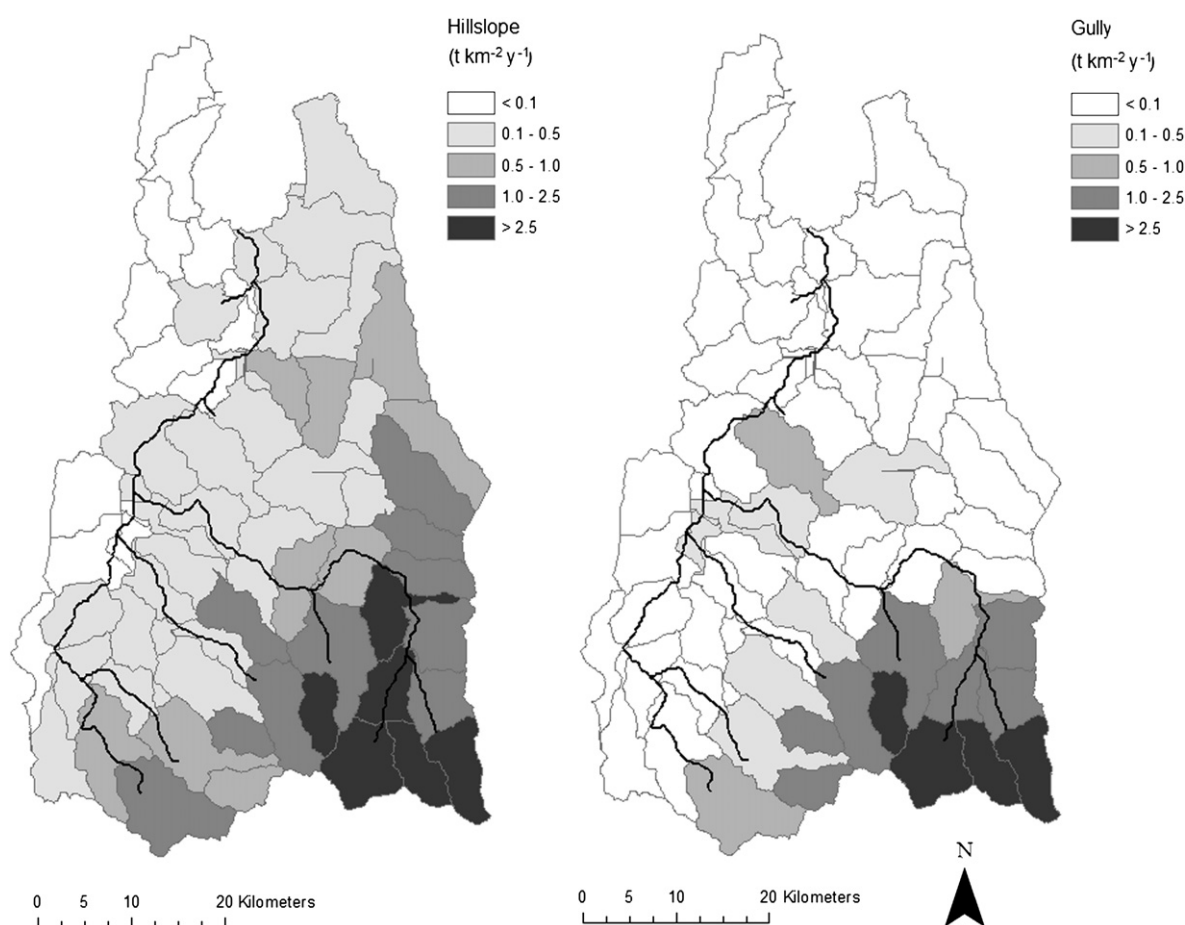 Hillslope
(t km-2 y-1)
< 0.1
0.1 - 0.5
0.5 - 1.0
1.0 - 2.5
> 2.5
Gully
(t km-2 y-1)
< 0.1
0.1 - 0.5
0.5 - 1.0
1.0 - 2.5
> 2.5
N
0 5 10 20 Kilometers
0 5 10 20 Kilometers